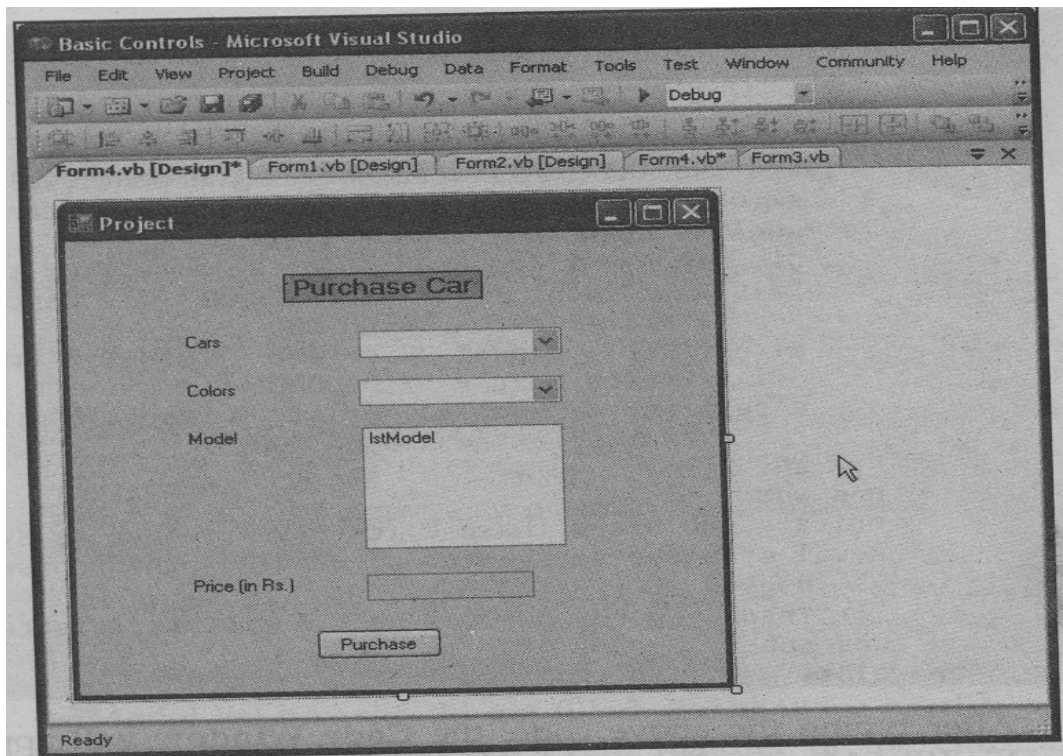 Basic Controls - Microsoft Visual Studio
File Edit View Project Build Debug Data Format Tools Test Window Community Help
Debug
Form4.vb [Design]* Form1.vb [Design] Form2.vb [Design] Form4.vb* Form3.vb
Project
Purchase Car
Cars
Colors
Model lstModel
Price (in Rs.)
Purchase
Ready